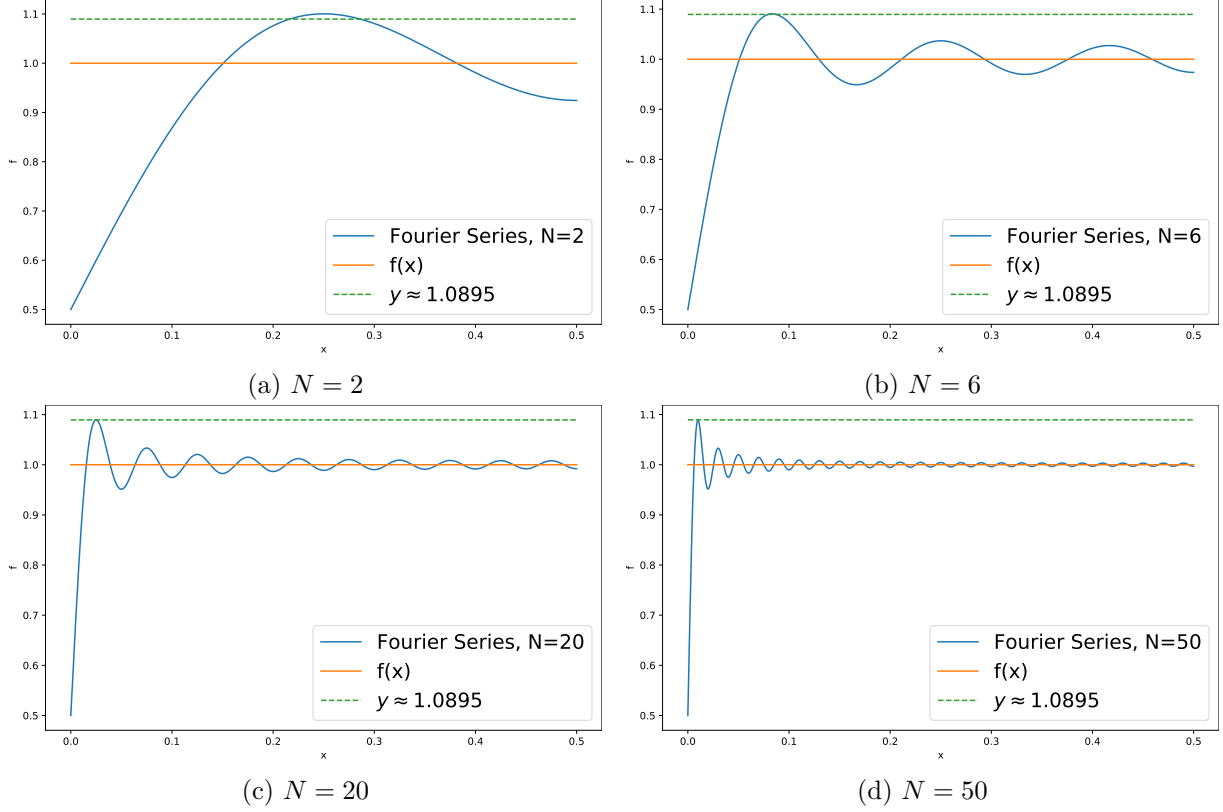 1.1
1.0
0.9
0.8
0.7
0.6
0.5
f
0.0 0.1 0.2 0.3 0.4 0.5
x
Fourier Series, N=2
f(x)
y ≈ 1.0895
(a) N = 2
1.1
1.0
0.9
0.8
0.7
0.6
0.5
f
0.0 0.1 0.2 0.3 0.4 0.5
x
Fourier Series, N=6
f(x)
y ≈ 1.0895
(b) N = 6
1.1
1.0
0.9
0.8
0.7
0.6
0.5
f
0.0 0.1 0.2 0.3 0.4 0.5
x
Fourier Series, N=20
f(x)
y ≈ 1.0895
(c) N = 20
1.1
1.0
0.9
0.8
0.7
0.6
0.5
f
0.0 0.1 0.2 0.3 0.4 0.5
x
Fourier Series, N=50
f(x)
y ≈ 1.0895
(d) N = 50